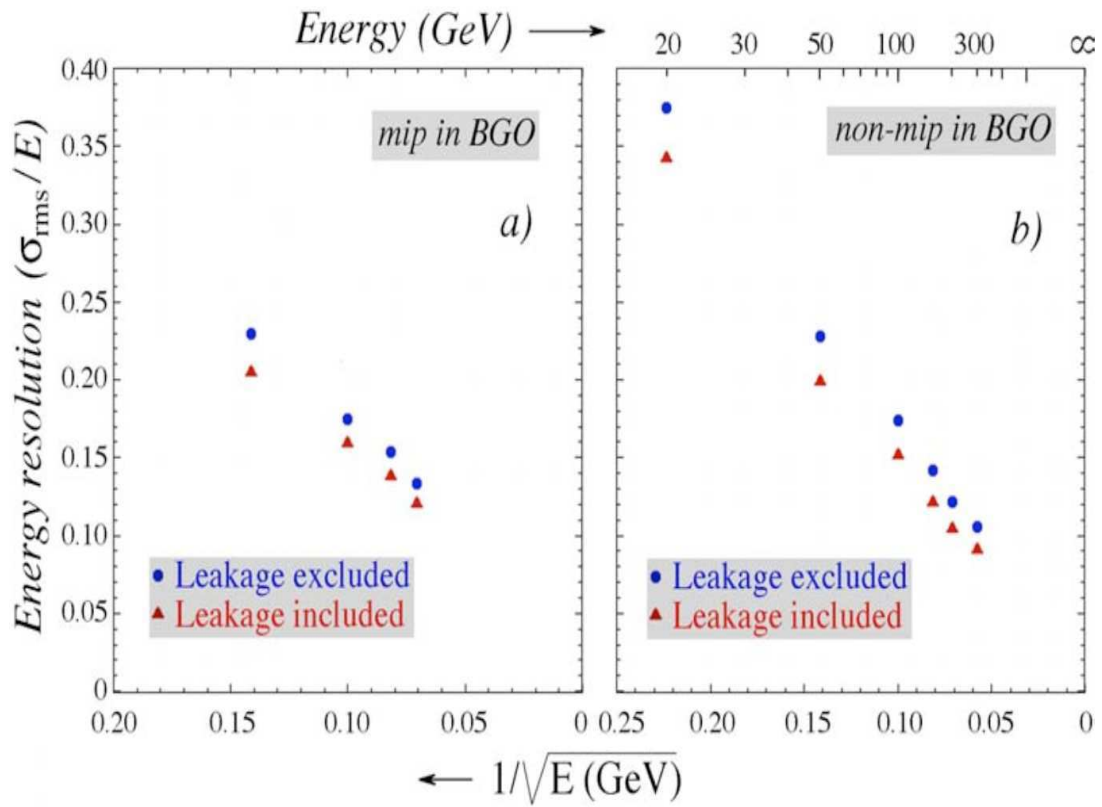 Energy (GeV) →
20 30 50 100 300 ∞
Energy resolution (σrms/E)
0.40
0.35
0.30
0.25
0.20
0.15
0.10
0.05
0
mip in BGO
a)
• Leakage excluded
▲ Leakage included
non-mip in BGO
b)
• Leakage excluded
▲ Leakage included
0.20 0.15 0.10 0.05 0
0.25 0.20 0.15 0.10 0.05 0
← 1/√E (GeV)